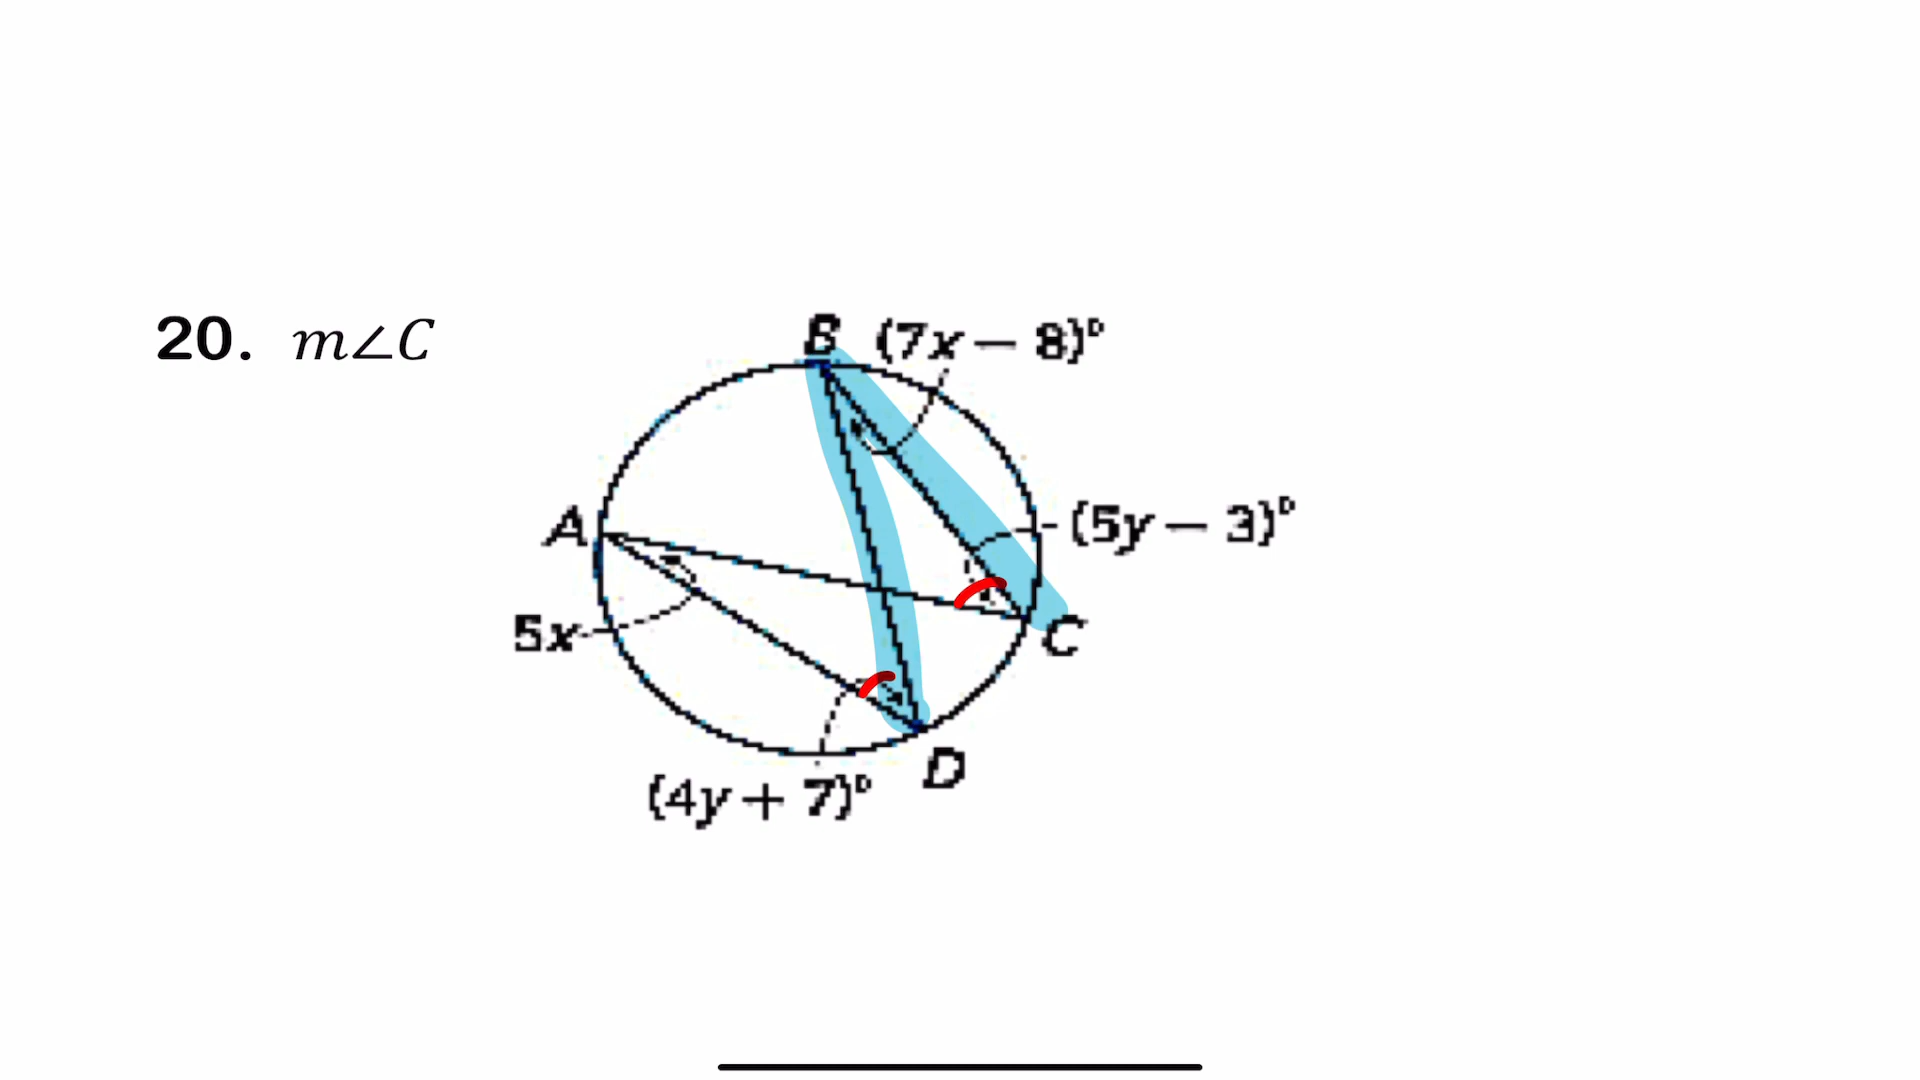 20. m∠C
B (7x – 8)°
A
(5y – 3)°
5x
C
D
(4y + 7)°